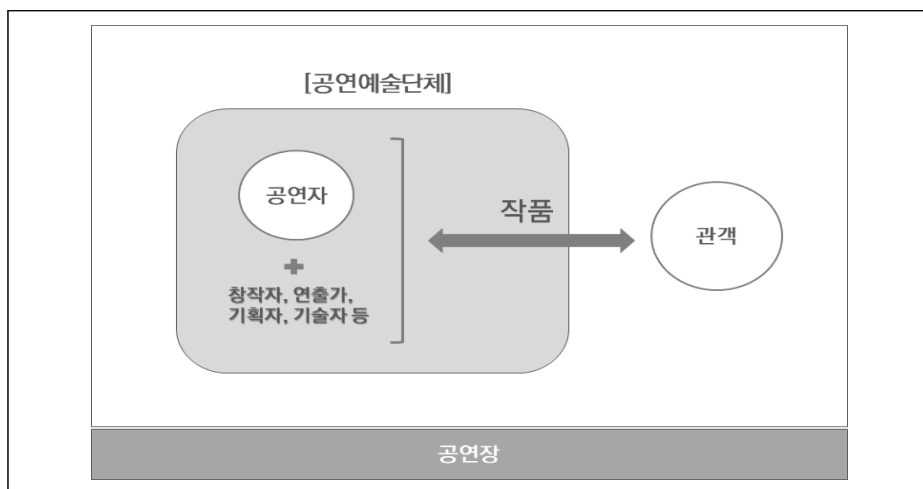 [공연예술단체]
공연자
창작자, 연출가,
기획자, 기술자 등
작품
관객
공연장